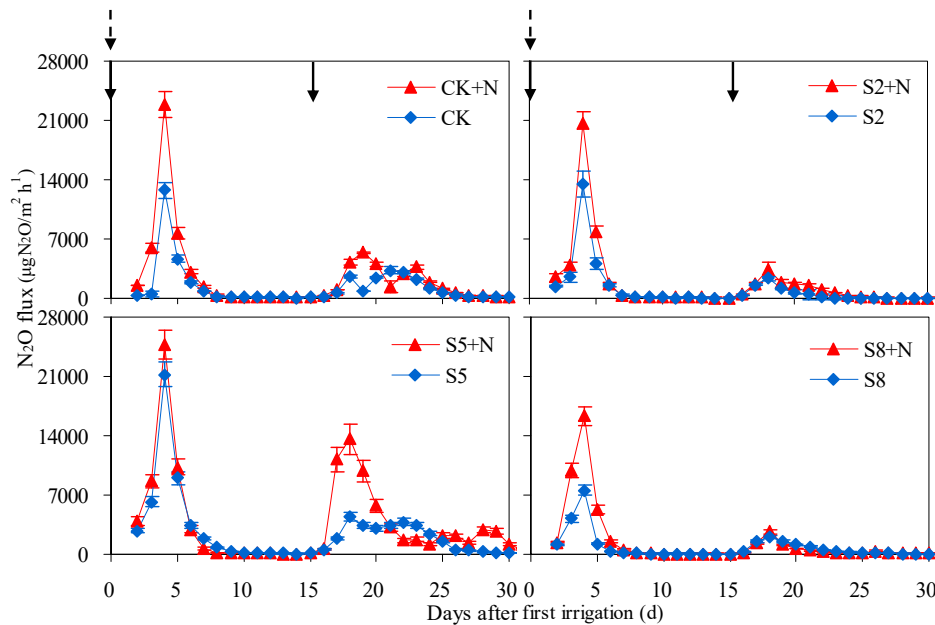 28000
21000
14000
7000
0
CK+N
CK
S2+N
S2
N₂O flux (µgN₂O/m² h¹)
28000
21000
14000
7000
0
S5+N
S5
S8+N
S8
0 5 10 15 20 25 30 0 5 10 15 20 25 30
Days after first irrigation (d)